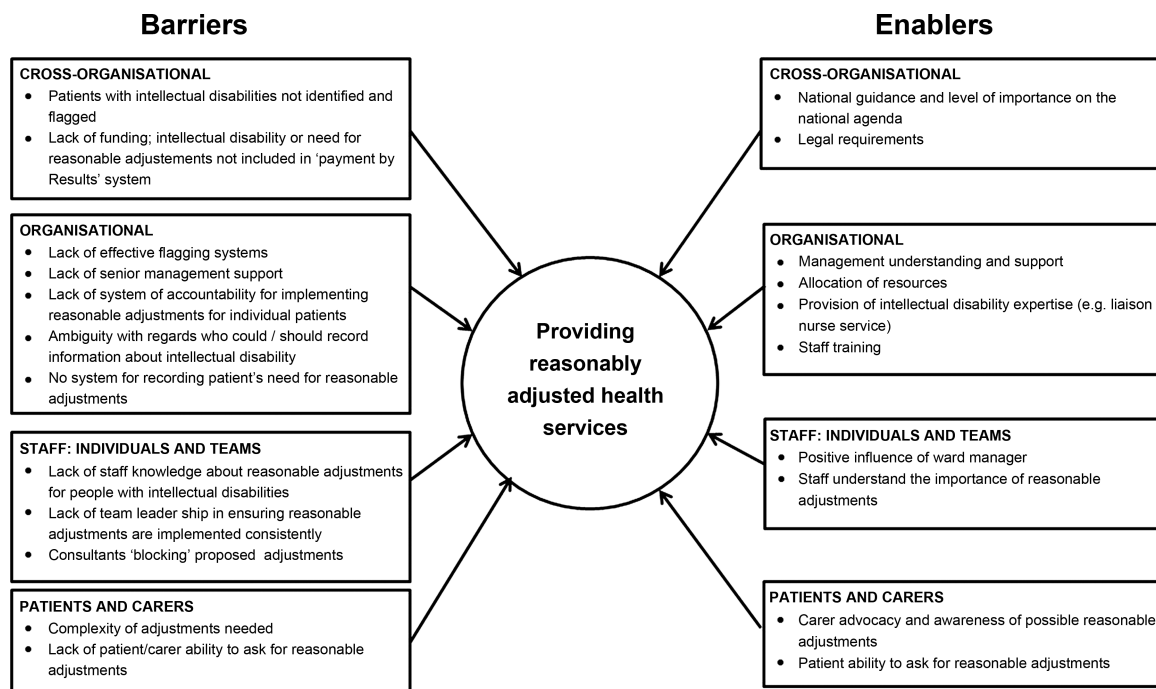 Barriers
CROSS-ORGANISATIONAL
• Patients with intellectual disabilities not identified and
flagged
• Lack of funding; intellectual disability or need for
reasonable adjustements not included in ‘payment by
Results’ system
ORGANISATIONAL
• Lack of effective flagging systems
• Lack of senior management support
• Lack of system of accountability for implementing
reasonable adjustments for individual patients
• Ambiguity with regards who could / should record
information about intellectual disability
• No system for recording patient’s need for reasonable
adjustments
STAFF: INDIVIDUALS AND TEAMS
• Lack of staff knowledge about reasonable adjustments
for people with intellectual disabilities
• Lack of team leader ship in ensuring reasonable
adjustments are implemented consistently
• Consultants ‘blocking’ proposed adjustments
PATIENTS AND CARERS
• Complexity of adjustments needed
• Lack of patient/carer ability to ask for reasonable
adjustments
Providing
reasonably
adjusted health
services
Enablers
CROSS-ORGANISATIONAL
• National guidance and level of importance on the
national agenda
• Legal requirements
ORGANISATIONAL
• Management understanding and support
• Allocation of resources
• Provision of intellectual disability expertise (e.g. liaison
nurse service)
• Staff training
STAFF: INDIVIDUALS AND TEAMS
• Positive influence of ward manager
• Staff understand the importance of reasonable
adjustments
PATIENTS AND CARERS
• Carer advocacy and awareness of possible reasonable
adjustments
• Patient ability to ask for reasonable adjustments